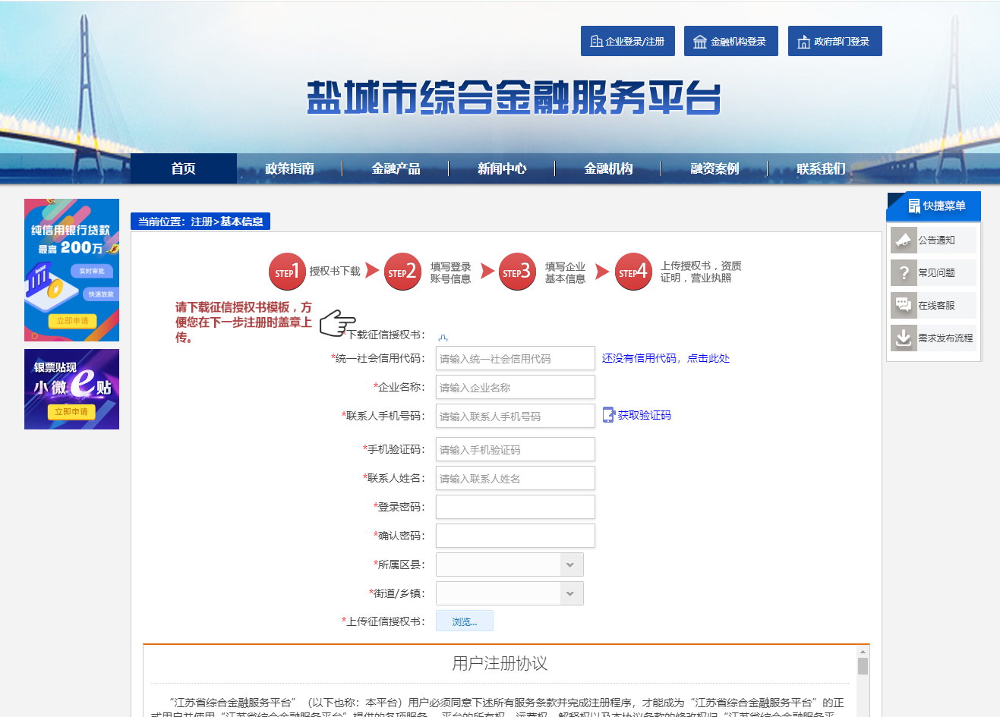 企业登录/注册
金融机构登录
政府部门登录
盐城市综合金融服务平台
首页
政策指南
金融产品
新闻中心
金融机构
融资案例
联系我们
纯信用银行贷款
最高 200万
实时审批
快速放款
立即申请
银票贴现
小微e贴
立即申请
当前位置：注册>基本信息
快捷菜单
公告通知
常见问题
在线客服
需求发布流程
STEP1 授权书下载
STEP2 填写登录
账号信息
STEP3 填写企业
基本信息
STEP4 上传授权书，资质
证明，营业执照
请下载征信授权书模板，方
便您在下一步注册时盖章上
传。
*下载征信授权书：
*统一社会信用代码： 请输入统一社会信用代码 还没有信用代码，点击此处
*企业名称： 请输入企业名称
*联系人手机号码： 请输入联系人手机号码 获取验证码
*手机验证码： 请输入手机验证码
*联系人姓名： 请输入联系人姓名
*登录密码：
*确认密码：
*所属区县：
*街道/乡镇：
*上传征信授权书： 浏览...
用户注册协议
“江苏省综合金融服务平台”（以下也称：本平台）用户必须同意下述所有服务条款并完成注册程序，才能成为“江苏省综合金融服务平台”的正
式用户并使用“江苏省综合金融服务平台”提供的各项服务。 平台的所有权、运营权、解释权以及本协议条款的修改权归“江苏省综合金融服务平